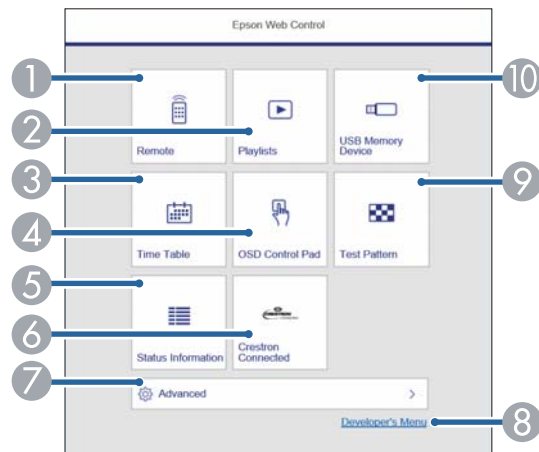 Epson Web Control
1
2
3
4
5
6
7
8
9
10
Remote
Playlists
USB Memory
Device
Time Table
OSD Control Pad
Test Pattern
Status Information
CRESTRON
Crestron
Connected
Advanced
Developer's Menu